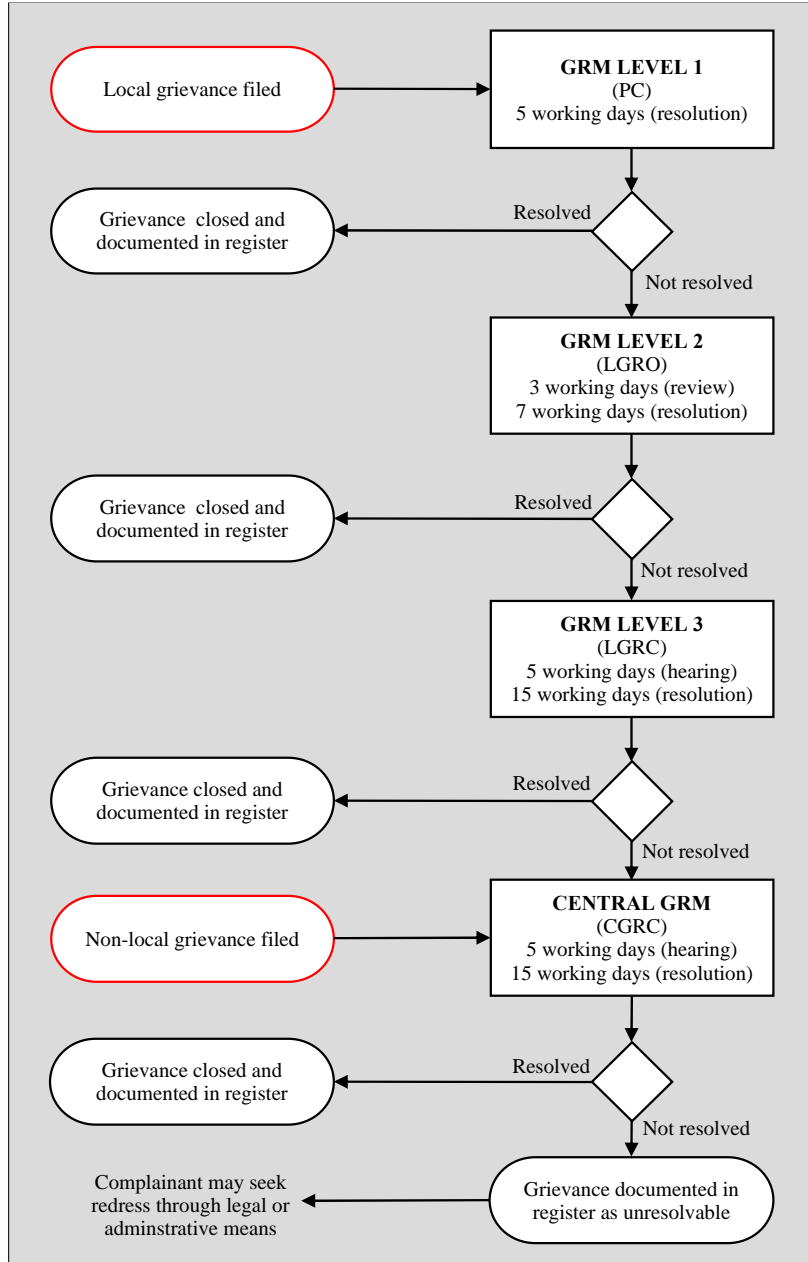 Local grievance filed
GRM LEVEL 1
(PC)
5 working days (resolution)
Grievance closed and
documented in register
Resolved
Not resolved
GRM LEVEL 2
(LGRO)
3 working days (review)
7 working days (resolution)
Grievance closed and
documented in register
Resolved
Not resolved
GRM LEVEL 3
(LGRC)
5 working days (hearing)
15 working days (resolution)
Grievance closed and
documented in register
Resolved
Not resolved
Non-local grievance filed
CENTRAL GRM
(CGRC)
5 working days (hearing)
15 working days (resolution)
Grievance closed and
documented in register
Resolved
Not resolved
Grievance documented in
register as unresolvable
Complainant may seek
redress through legal or
adminstrative means